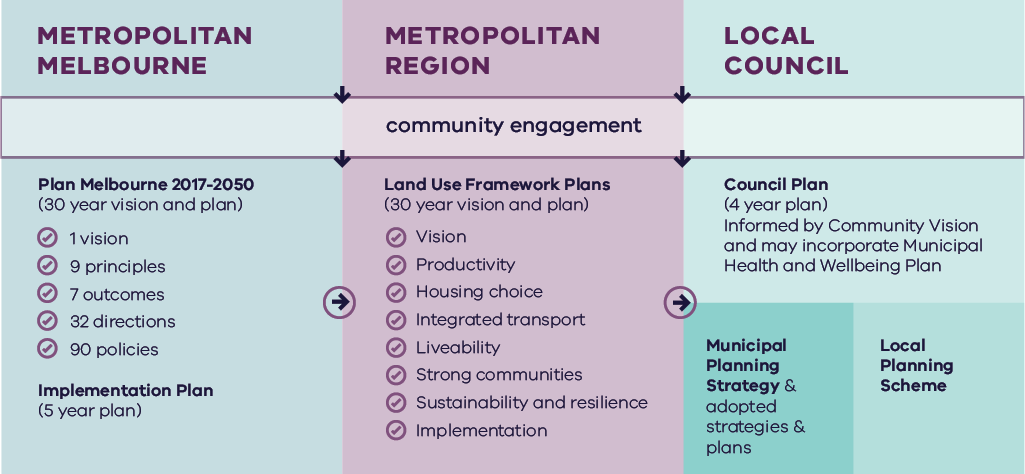 METROPOLITAN
MELBOURNE
METROPOLITAN
REGION
LOCAL
COUNCIL
community engagement
Plan Melbourne 2017-2050
(30 year vision and plan)
1 vision
9 principles
7 outcomes
32 directions
90 policies
Implementation Plan
(5 year plan)
Land Use Framework Plans
(30 year vision and plan)
Vision
Productivity
Housing choice
Integrated transport
Liveability
Strong communities
Sustainability and resilience
Implementation
Council Plan
(4 year plan)
Informed by Community Vision
and may incorporate Municipal
Health and Wellbeing Plan
Municipal
Planning
Strategy &
adopted
strategies &
plans
Local
Planning
Scheme